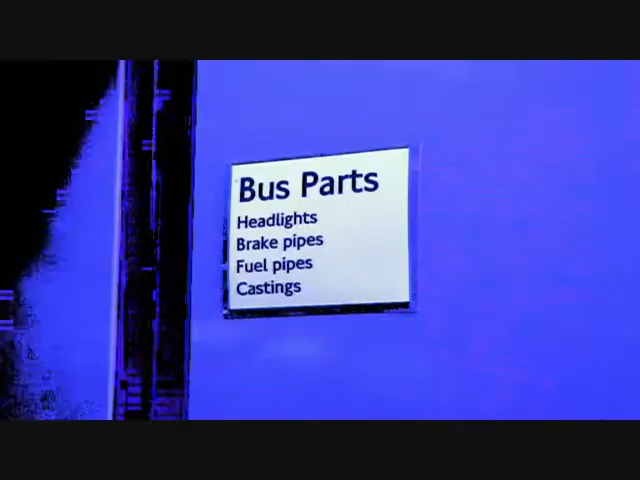 Bus Parts
Headlights
Brake pipes
Fuel pipes
Castings